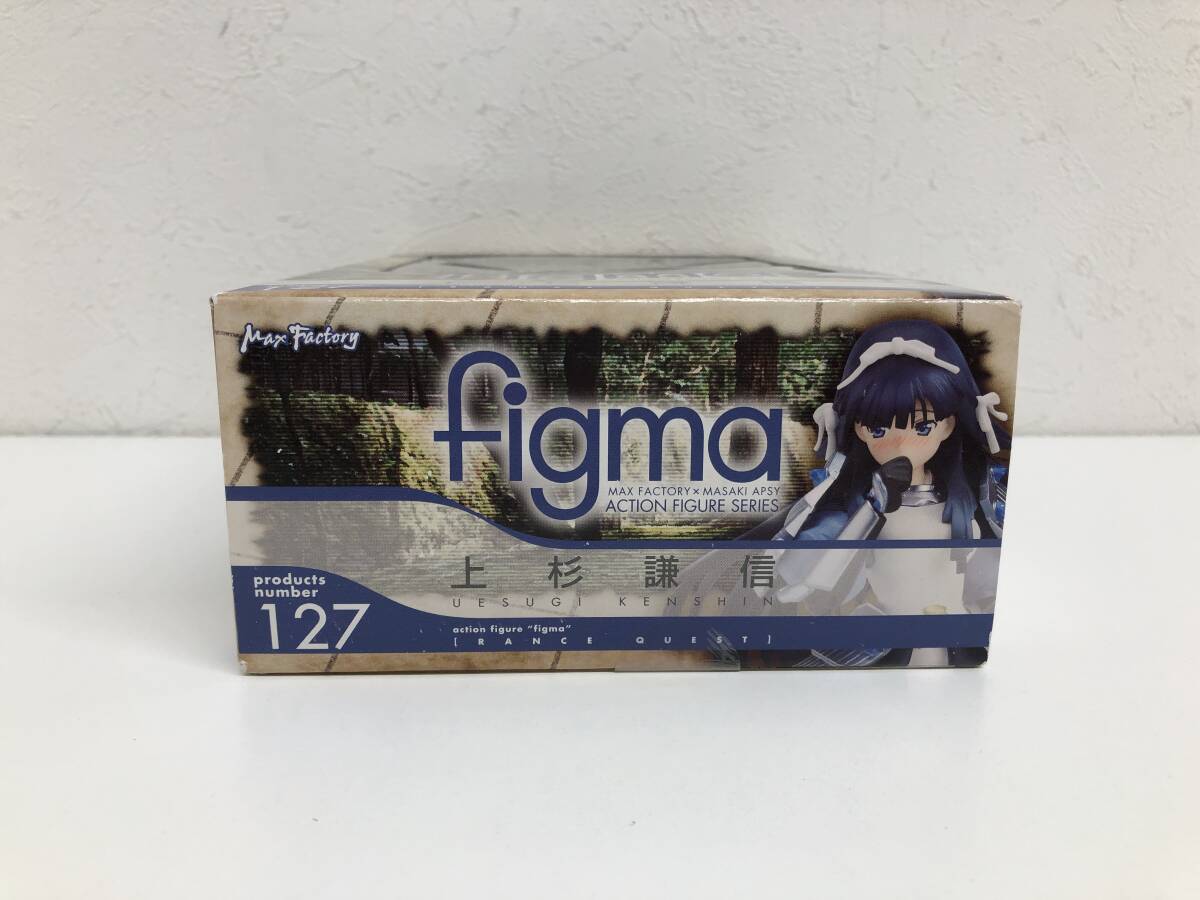 Max Factory
figma
MAX FACTORY × MASAKI APSY
ACTION FIGURE SERIES
上杉謙信
UESUGI KENSHIN
products
number
127
action figure "figma"
[RANCE QUEST]